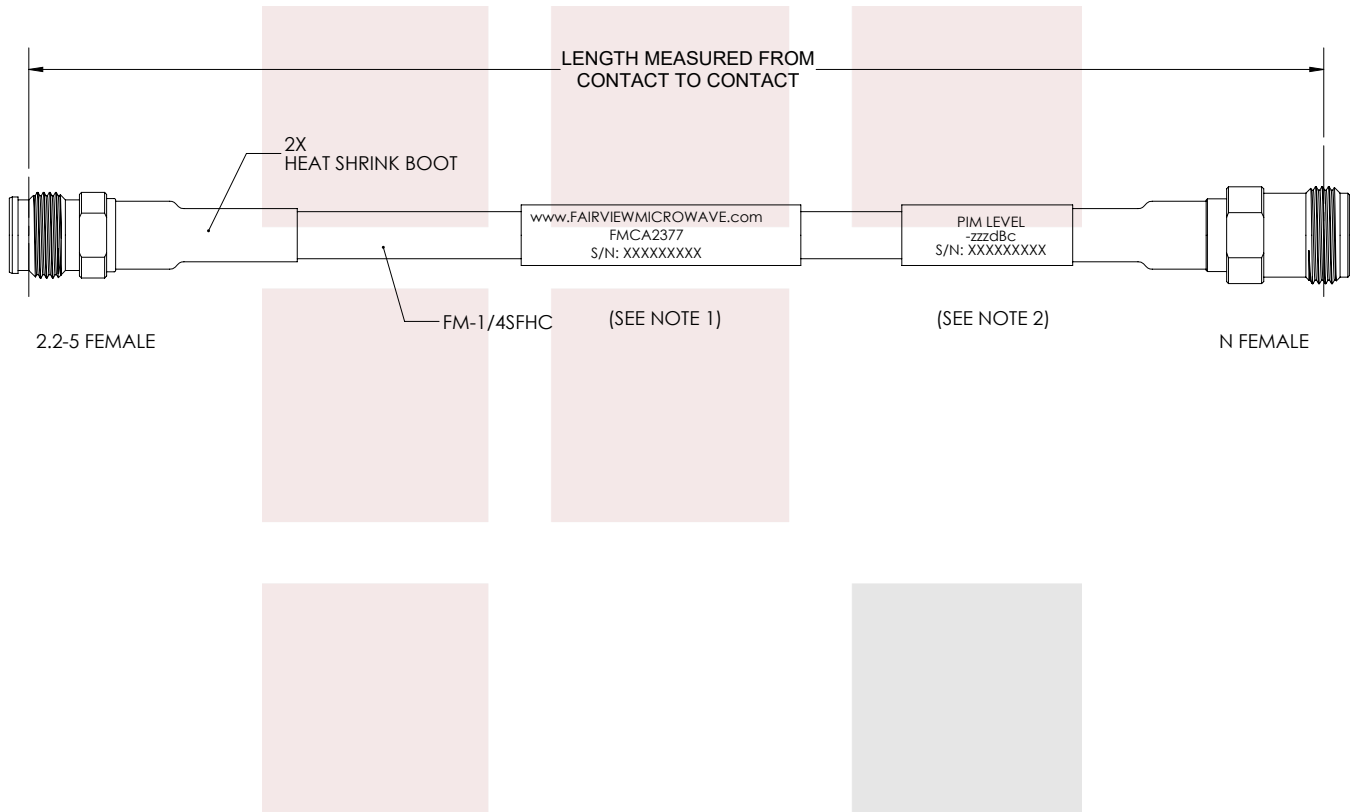 LENGTH MEASURED FROM
CONTACT TO CONTACT
2X
HEAT SHRINK BOOT
www.FAIRVIEWMICROWAVE.com
FMCA2377
S/N: XXXXXXXXX
PIM LEVEL
-zzzdBc
S/N: XXXXXXXXX
FM-1/4SFHC
(SEE NOTE 1)
(SEE NOTE 2)
2.2-5 FEMALE
N FEMALE